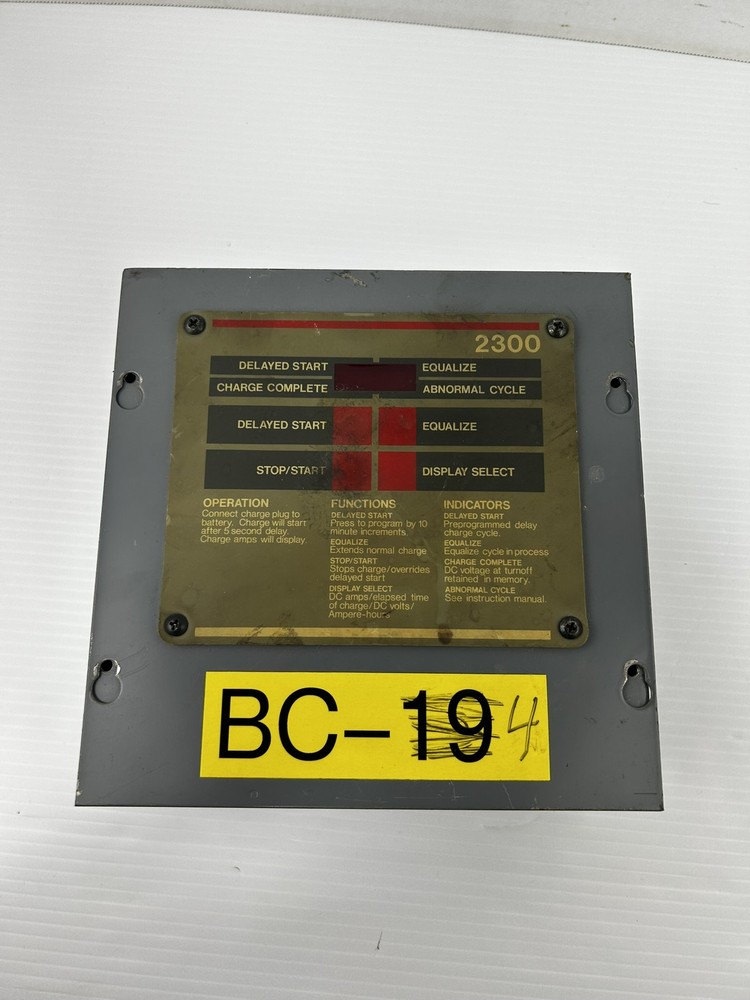 2300
DELAYED START EQUALIZE
CHARGE COMPLETE ABNORMAL CYCLE
DELAYED START EQUALIZE
STOP/START DISPLAY SELECT
OPERATION
Connect charge plug to
battery. Charge will start
after 5 second delay.
Charge amps will display
FUNCTIONS
DELAYED START
Press to program by 10
minute increments.
EQUALIZE
Extends normal charge
STOP/START
Stops charge/overrides
delayed start
DISPLAY SELECT
DC amps/elapsed time
of charge/DC volts/
Ampere-hours
INDICATORS
DELAYED START
Preprogrammed delay
charge cycle.
EQUALIZE
Equalize cycle in process
CHARGE COMPLETE
DC voltage at turnoff
retained in memory.
ABNORMAL CYCLE
See instruction manual.
BC-19 4